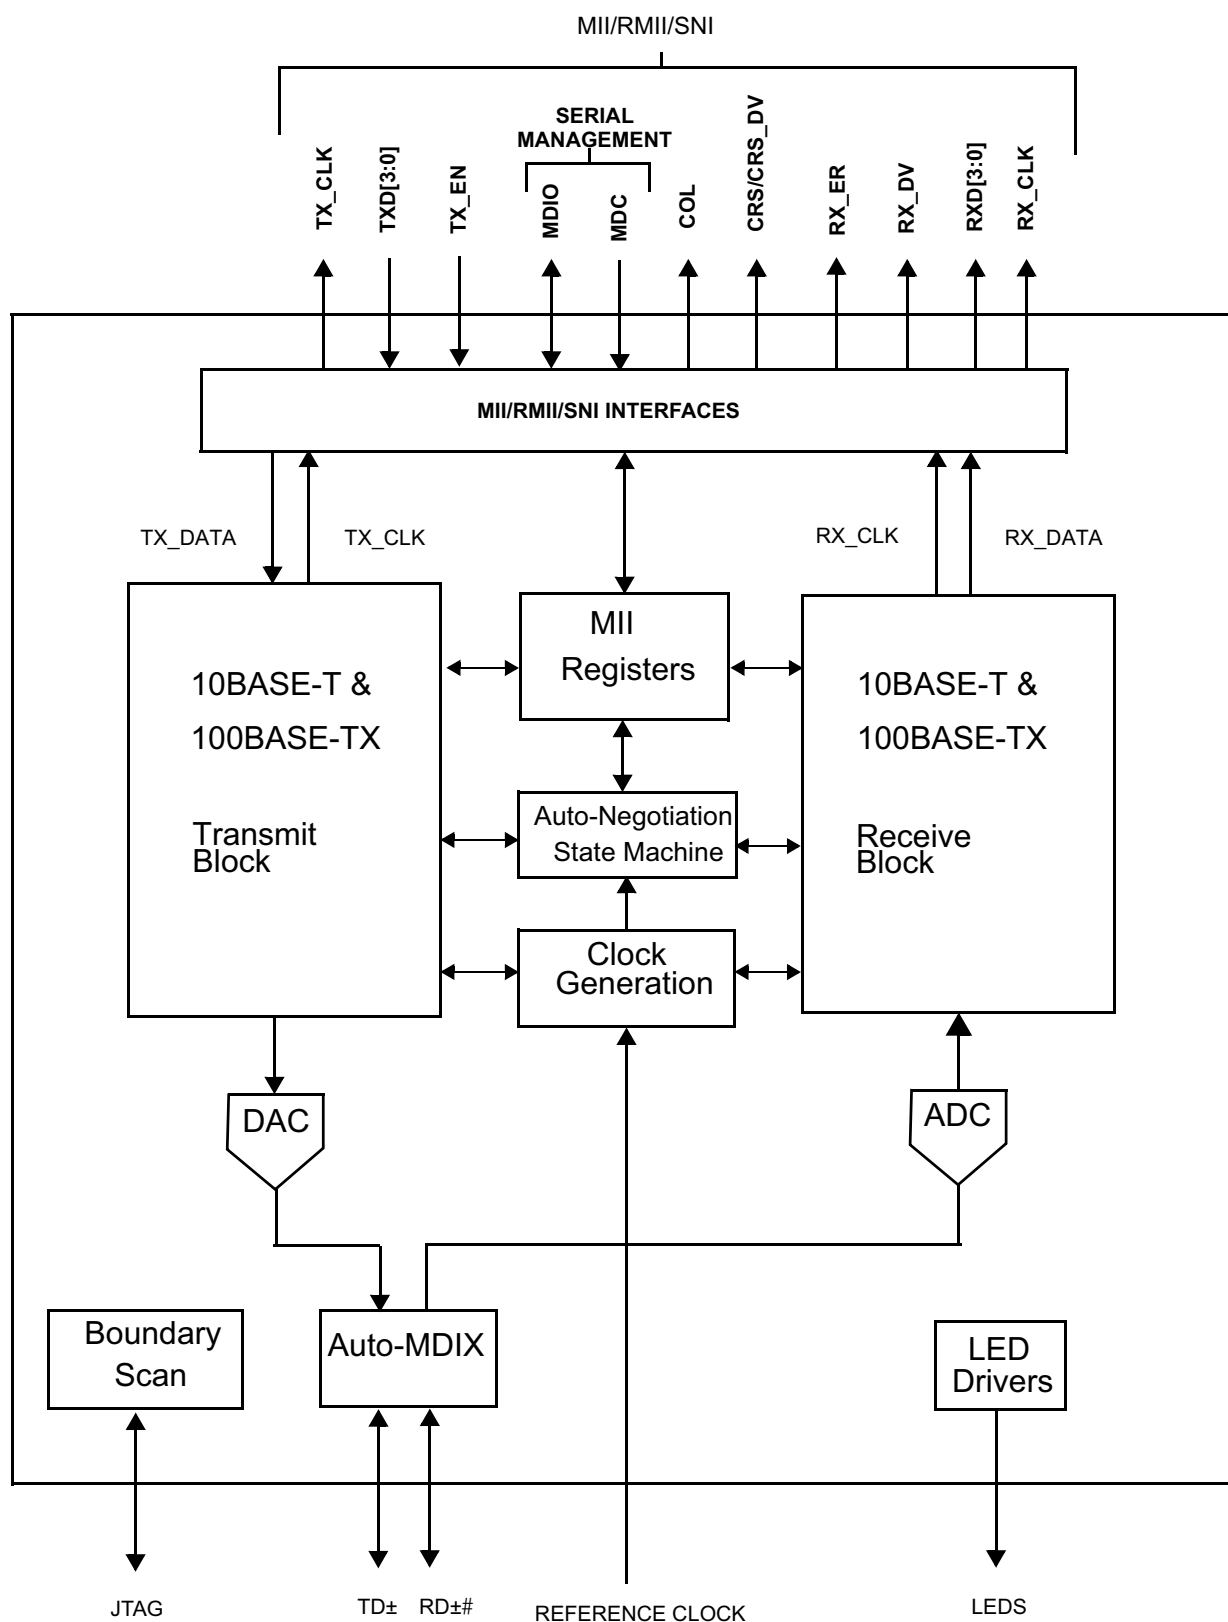 MII/RMII/SNI
SERIAL
MANAGEMENT
TX_CLK
TXD[3:0]
TX_EN
MDIO
MDC
COL
CRS/CRS_DV
RX_ER
RX_DV
RXD[3:0]
RX_CLK
MII/RMII/SNI INTERFACES
TX_DATA
TX_CLK
RX_CLK
RX_DATA
10BASE-T &
100BASE-TX
Transmit
Block
MII
Registers
Auto-Negotiation
State Machine
Clock
Generation
10BASE-T &
100BASE-TX
Receive
Block
DAC
ADC
Boundary
Scan
Auto-MDIX
LED
Drivers
JTAG
TD±
RD±#
REFERENCE CLOCK
LEDS